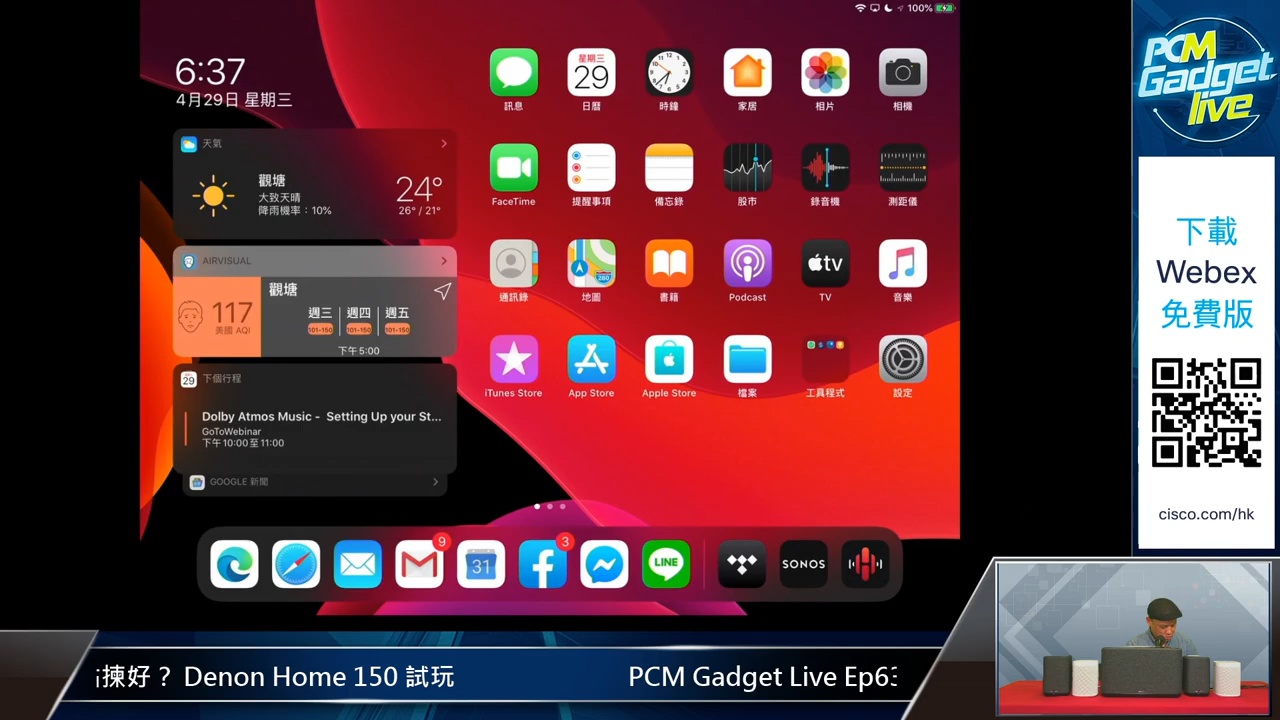 100%
6:37
4月29日 星期三
天氣
觀塘
大致天晴
降雨機率：10%
24°
26° / 21°
AIRVISUAL
117
美國 AQI
觀塘
週三 週四 週五
101-150 101-150 101-150
下午5:00
29 下個行程
Dolby Atmos Music - Setting Up your St...
GoToWebinar
下午10:00至11:00
GOOGLE 新聞
星期三
29
訊息 日曆 時鐘 家居 相片 相機
FaceTime 提醒事項 備忘錄 股市 錄音機 測距儀
280
tv
通訊錄 地圖 書籍 Podcast TV 音樂
iTunes Store App Store Apple Store 檔案 工具程式 設定
9
31
3
LINE
SONOS
PCM
Gadget
live
下載
Webex
免費版
cisco.com/hk
揀好？ Denon Home 150 試玩
PCM Gadget Live Ep63